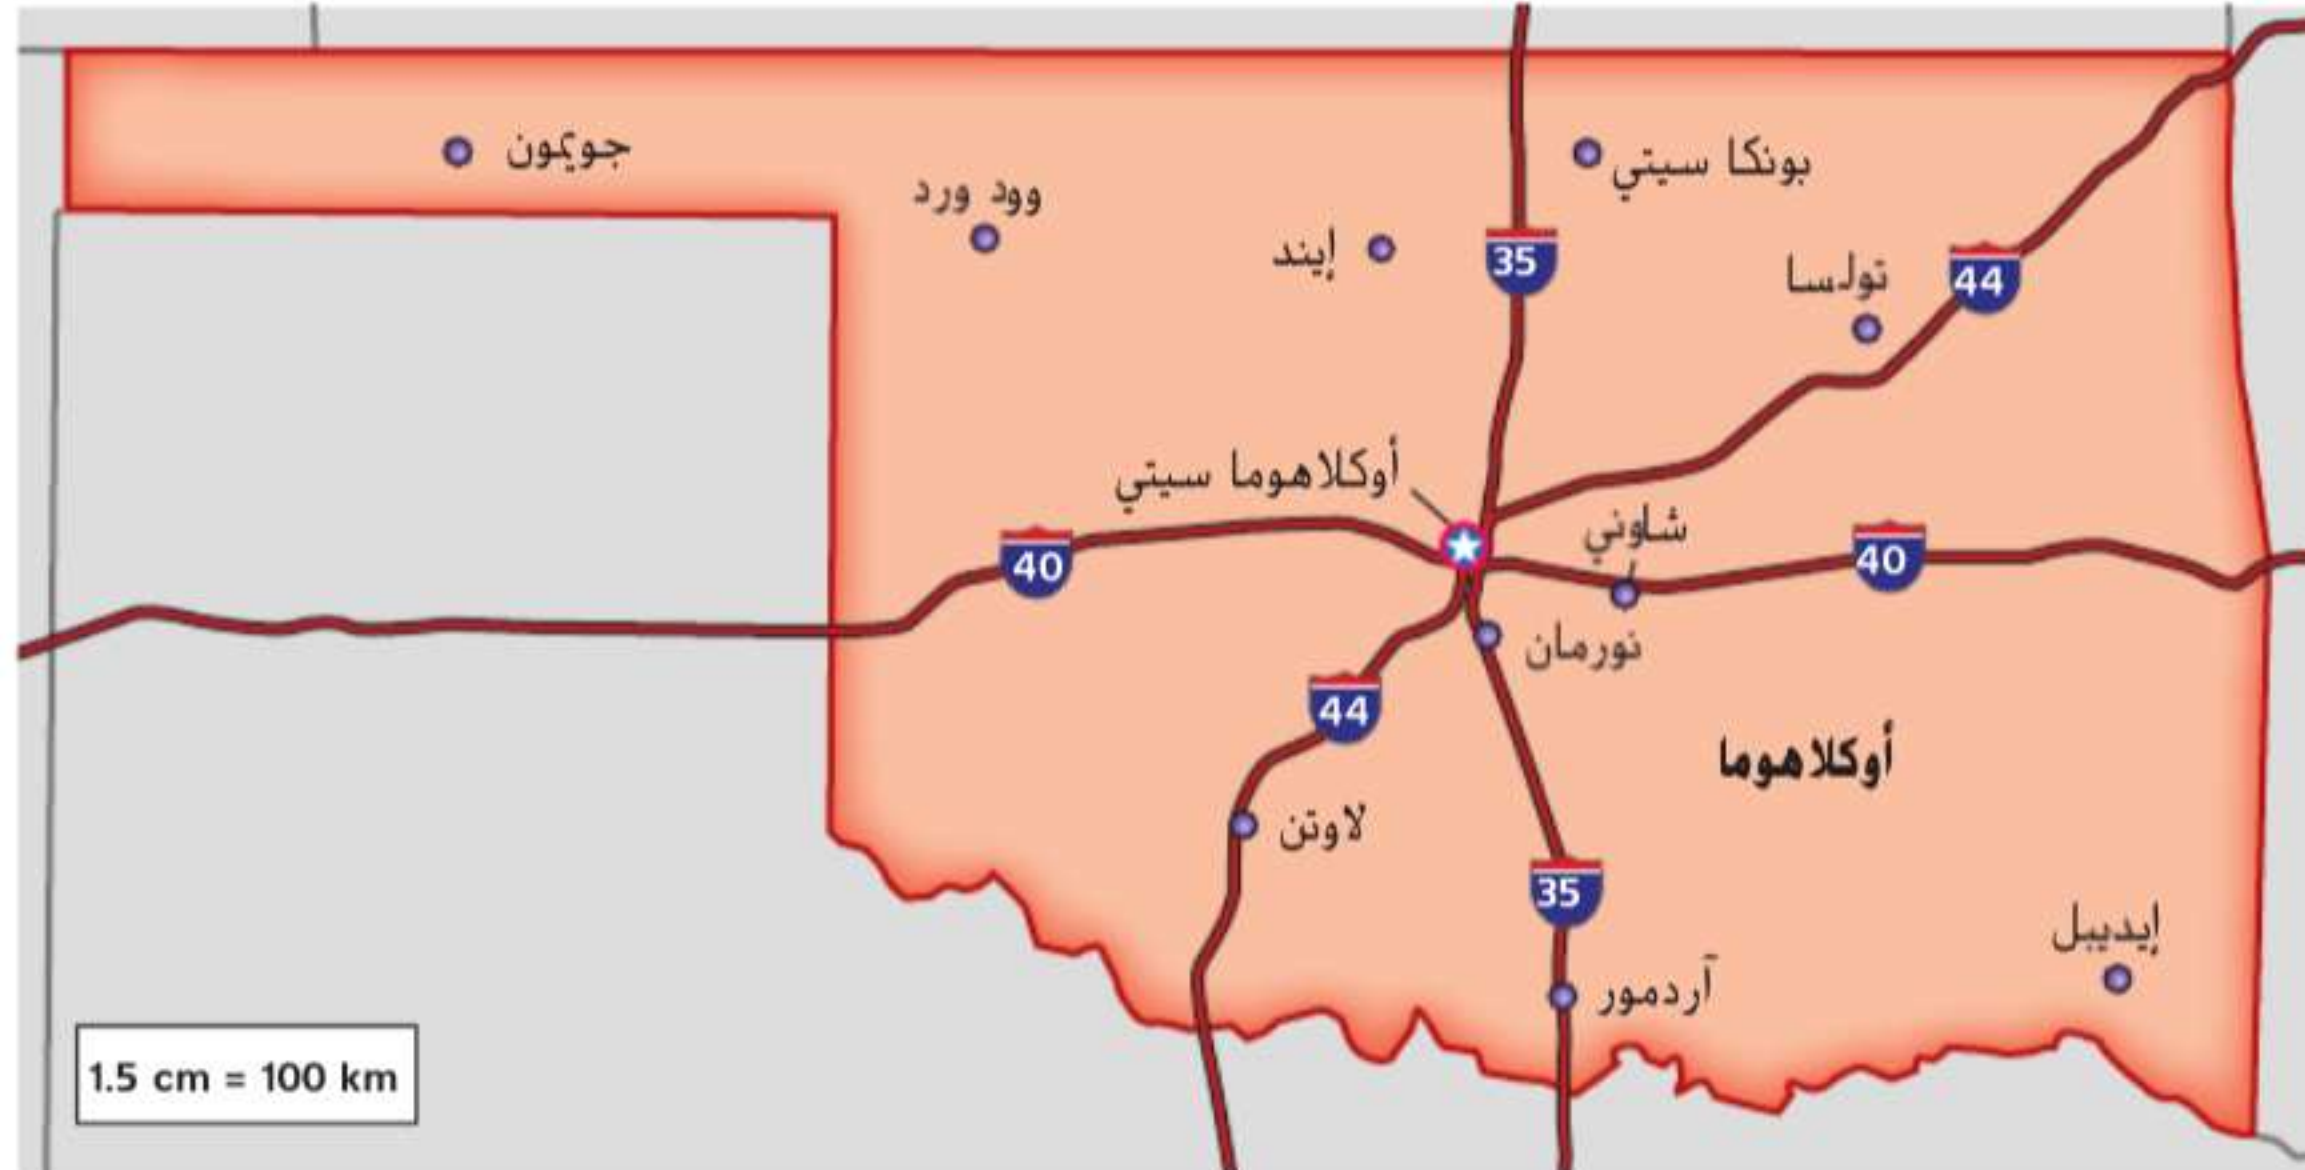 جويمون
بونكا سيتي
وود ورد
إيند
35
تولسا
44
أوكلاهوما سيتي
شاوني
40
40
نورمان
44
أوكلاهوما
لاوتن
35
إيديبل
آردمور
1.5 cm = 100 km